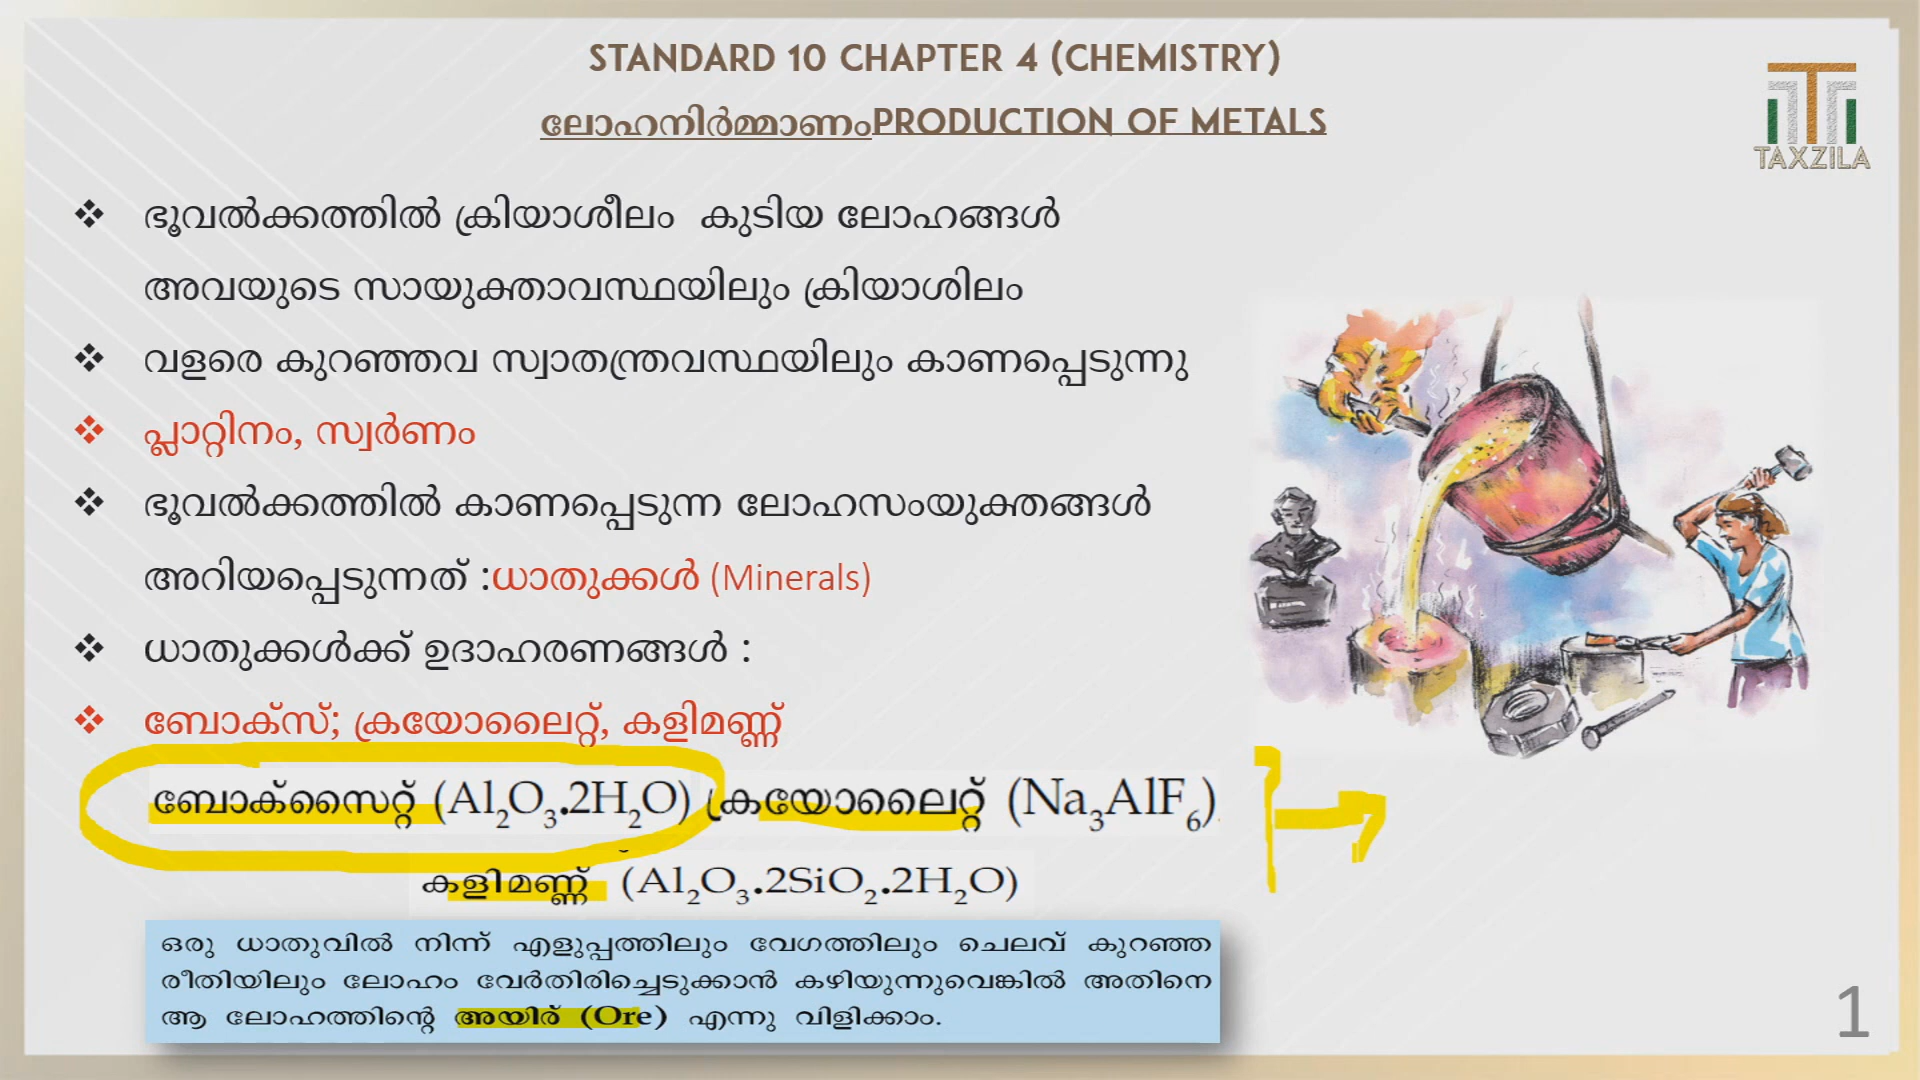 STANDARD 10 CHAPTER 4 (CHEMISTRY)
ലോഹനിർമ്മാണംPRODUCTION OF METALS
TAXZILA
❖ ഭൂവൽക്കത്തിൽ ക്രിയാശീലം കുടിയ ലോഹങ്ങൾ
അവയുടെ സായുക്താവസ്ഥയിലും ക്രിയാശിലം
❖ വളരെ കുറഞ്ഞവ സ്വാതന്ത്രവസ്ഥയിലും കാണപ്പെടുന്നു
❖ പ്ലാറ്റിനം, സ്വർണം
❖ ഭൂവൽക്കത്തിൽ കാണപ്പെടുന്ന ലോഹസംയുക്തങ്ങൾ
അറിയപ്പെടുന്നത് :ധാതുക്കൾ (Minerals)
❖ ധാതുക്കൾക്ക് ഉദാഹരണങ്ങൾ :
❖ ബോക്സ്; ക്രയോലൈറ്റ്, കളിമണ്ണ്
ബോക്സൈറ്റ് (Al₂O₃.2H₂O) ക്രയോലൈറ്റ് (Na₃AlF₆)
കളിമണ്ണ് (Al₂O₃.2SiO₂.2H₂O)
ഒരു ധാതുവിൽ നിന്ന് എളുപ്പത്തിലും വേഗത്തിലും ചെലവ് കുറഞ്ഞ
രീതിയിലും ലോഹം വേർതിരിച്ചെടുക്കാൻ കഴിയുന്നുവെങ്കിൽ അതിനെ
ആ ലോഹത്തിന്റെ അയിര് (Ore) എന്നു വിളിക്കാം.
1